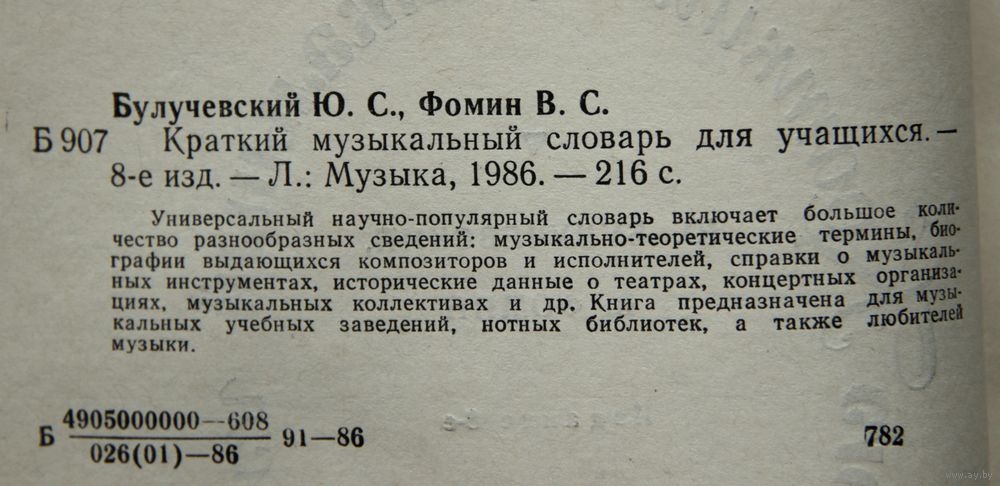 Булучевский Ю. С., Фомин В. С.
Б 907 Краткий музыкальный словарь для учащихся.—
8-е изд. — Л.: Музыка, 1986. — 216 с.
Универсальный научно-популярный словарь включает большое коли-
чество разнообразных сведений: музыкально-теоретические термины, био-
графии выдающихся композиторов и исполнителей, справки о музыкаль-
ных инструментах, исторические данные о театрах, концертных организа-
циях, музыкальных коллективах и др. Книга предназначена для музы-
кальных учебных заведений, нотных библиотек, а также любителей
музыки.
4905000000—608
Б 91—86 782
026(01)—86
www.ay.by